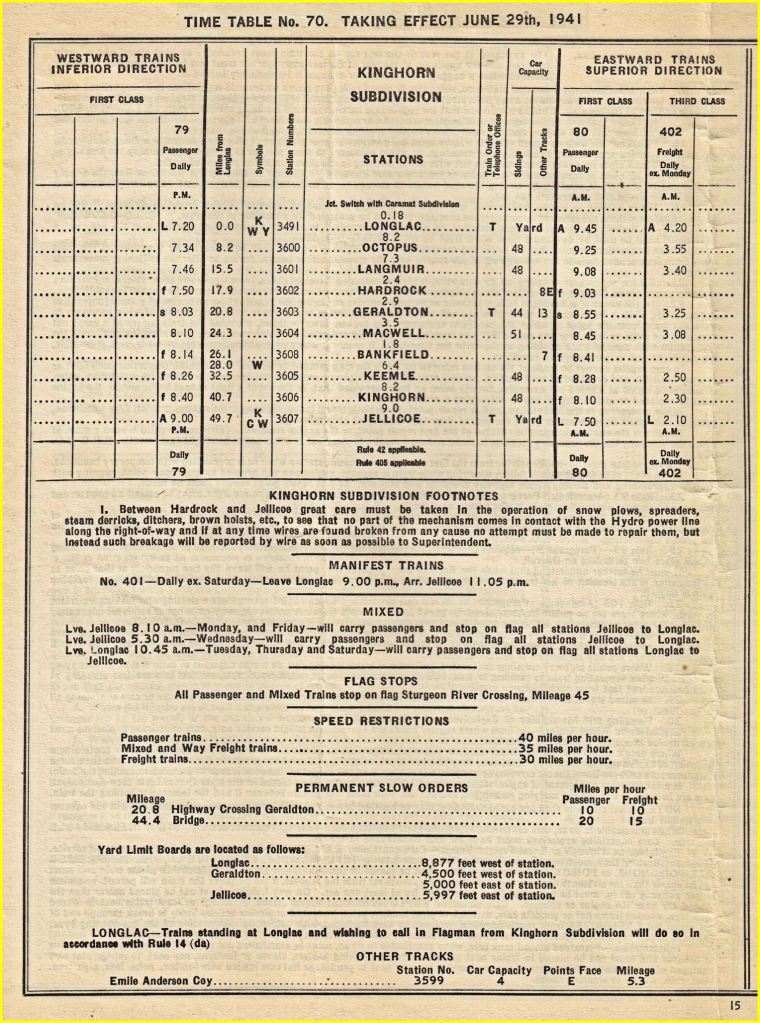 TIME TABLE No. 70. TAKING EFFECT JUNE 29th, 1941
WESTWARD TRAINS INFERIOR DIRECTION
FIRST CLASS
79
Passenger
Daily
P.M.
Miles from Longlac
Symbols
Station Numbers
KINGHORN
SUBDIVISION
STATIONS
Train Order or Telephone Offices
Car Capacity
Sidings
Other Tracks
EASTWARD TRAINS SUPERIOR DIRECTION
FIRST CLASS
THIRD CLASS
80
Passenger
Daily
A.M.
402
Freight
Daily ex. Monday
A.M.
Jct. Switch with Caramat Subdivision
0.18
L 7.20 0.0 K W Y 3491 LONGLAC T Yard A 9.45 A 4.20
8.2
7.34 8.2 3600 OCTOPUS 48 9.25 3.55
7.3
7.46 15.5 3601 LANGMUIR 48 9.08 3.40
2.4
f 7.50 17.9 3602 HARDROCK 8E f 9.03
2.9
s 8.03 20.8 3603 GERALDTON T 44 13 s 8.55 3.25
3.5
8.10 24.3 3604 MACWELL 51 8.45 3.08
1.8
f 8.14 26.1 3608 BANKFIELD 7 f 8.41
28.0 W 6.4
f 8.26 32.5 3605 KEEMLE 48 f 8.28 2.50
8.2
f 8.40 40.7 3606 KINGHORN 48 f 8.10 2.30
9.0
A 9.00 49.7 K C W 3607 JELLICOE T Yard L 7.50 L 2.10
P.M. A.M. A.M.
Daily Rule 42 applicable. Daily Daily ex. Monday
79 Rule 405 applicable 80 402
KINGHORN SUBDIVISION FOOTNOTES
1. Between Hardrock and Jellicoe great care must be taken in the operation of snow plows, spreaders,
steam derricks, ditchers, brown hoists, etc., to see that no part of the mechanism comes in contact with the Hydro power line
along the right-of-way and if at any time wires are found broken from any cause no attempt must be made to repair them, but
instead such breakage will be reported by wire as soon as possible to Superintendent.
MANIFEST TRAINS
No. 401—Daily ex. Saturday—Leave Longlac 9.00 p.m., Arr. Jellicoe 11.05 p.m.
MIXED
Lve. Jellicoe 8.10 a.m.—Monday, and Friday—will carry passengers and stop on flag all stations Jellicoe to Longlac.
Lve. Jellicoe 5.30 a.m.—Wednesday—will carry passengers and stop on flag all stations Jellicoe to Longlac.
Lve. Longlac 10.45 a.m.—Tuesday, Thursday and Saturday—will carry passengers and stop on flag all stations Longlac to
Jellicoe.
FLAG STOPS
All Passenger and Mixed Trains stop on flag Sturgeon River Crossing, Mileage 45
SPEED RESTRICTIONS
Passenger trains 40 miles per hour.
Mixed and Way Freight trains 35 miles per hour.
Freight trains 30 miles per hour.
PERMANENT SLOW ORDERS Miles per hour
Mileage Passenger Freight
20.8 Highway Crossing Geraldton 10 10
44.4 Bridge 20 15
Yard Limit Boards are located as follows:
Longlac 8,877 feet west of station.
Geraldton 4,500 feet west of station.
5,000 feet east of station.
Jellicoe 5,997 feet east of station.
LONGLAC—Trains standing at Longlac and wishing to call in Flagman from Kinghorn Subdivision will do so in
accordance with Rule 14 (da)
OTHER TRACKS
Station No. Car Capacity Points Face Mileage
Emile Anderson Coy 3599 4 E 5.3
15